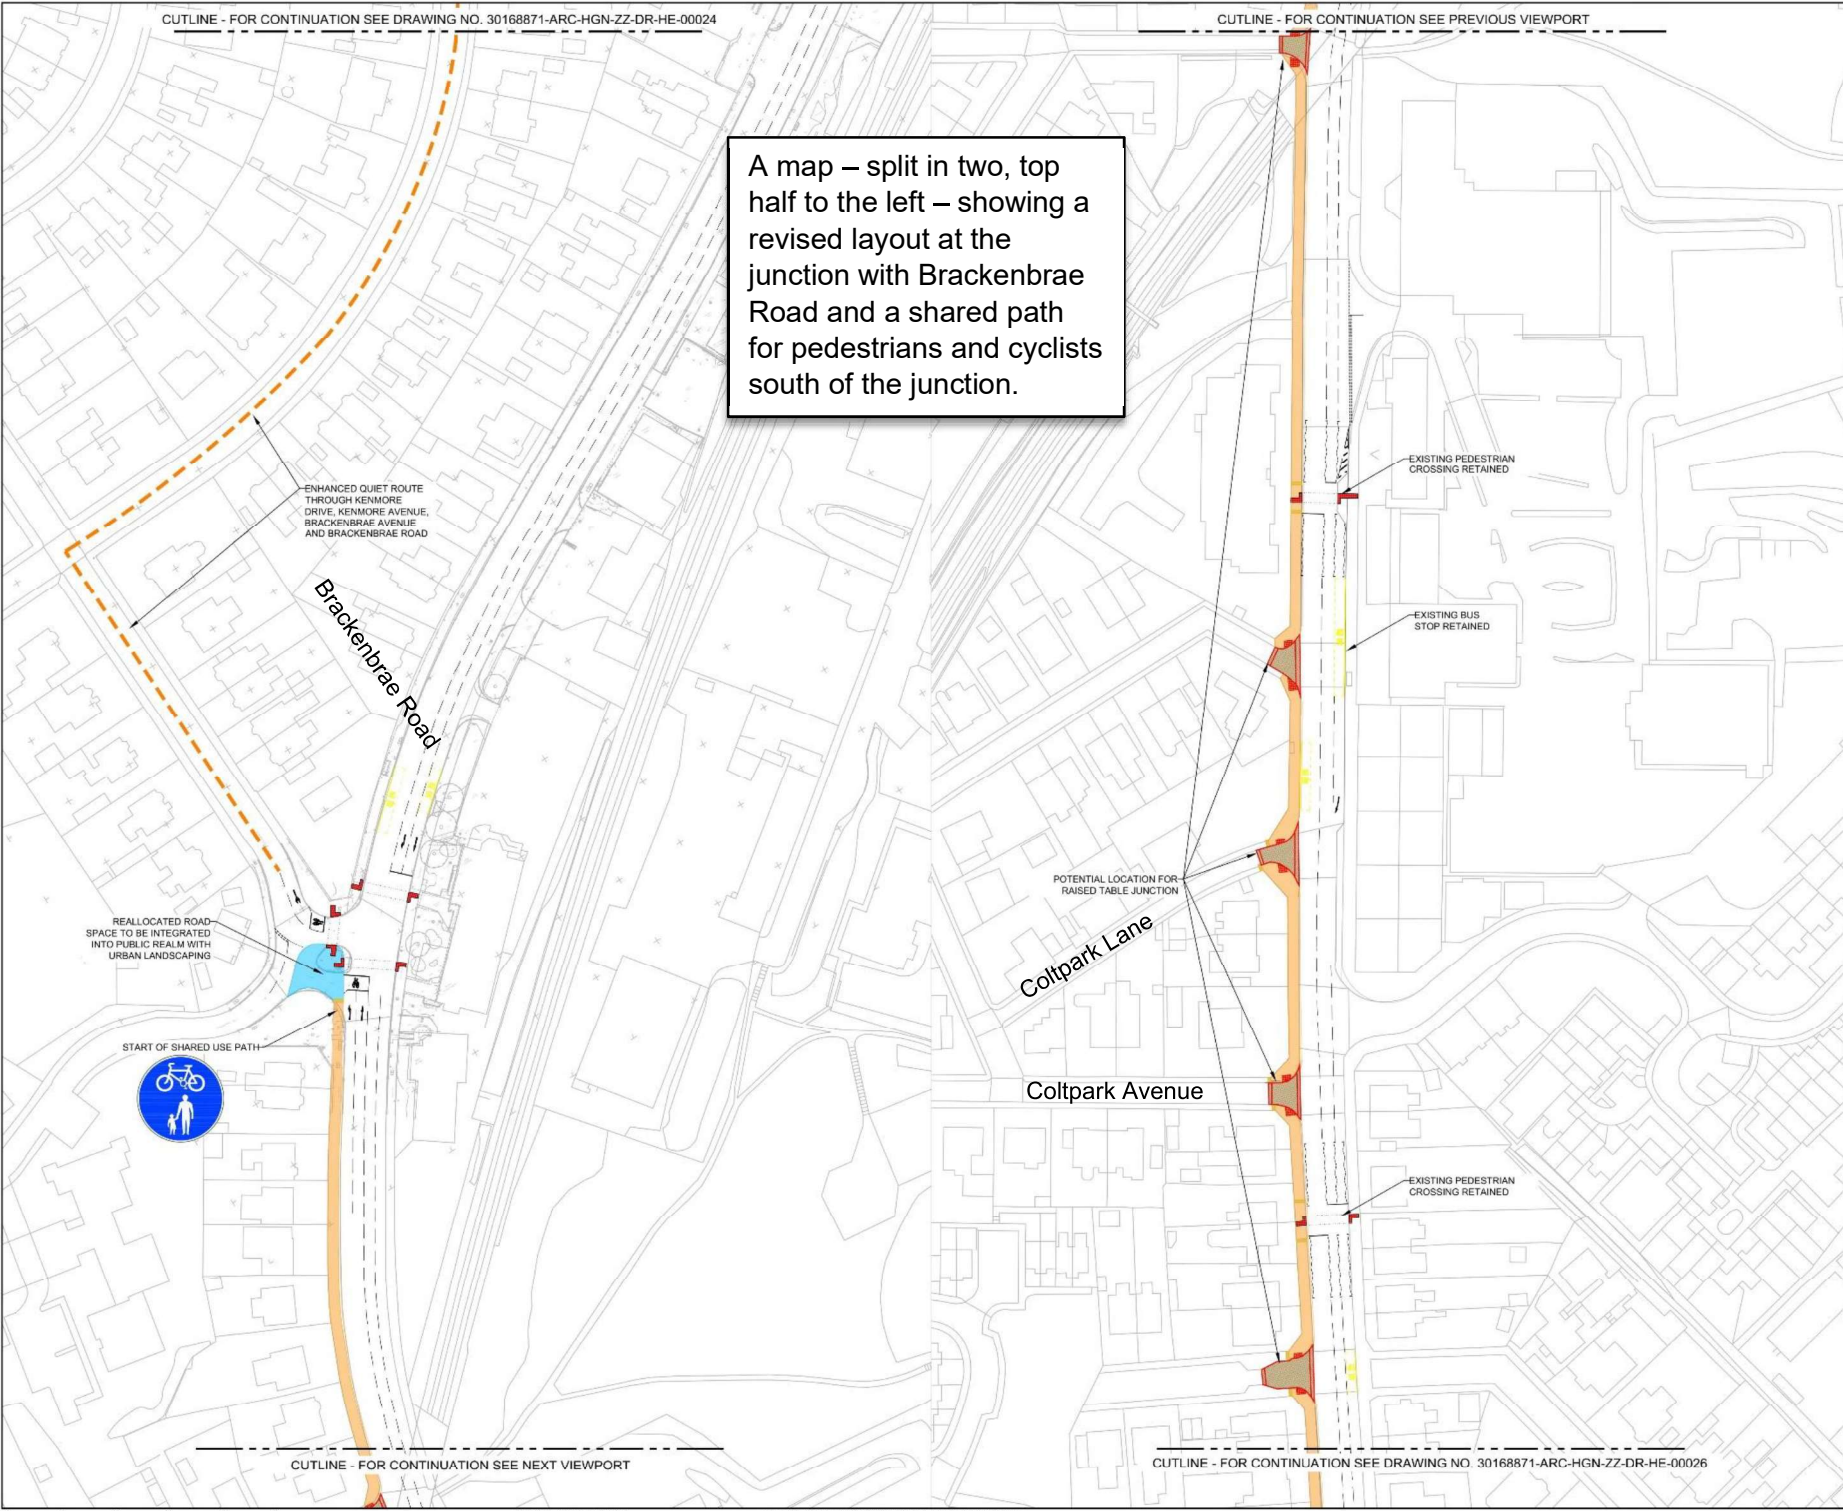 CUTLINE - FOR CONTINUATION SEE DRAWING NO. 30168871-ARC-HGN-ZZ-DR-HE-00024
ENHANCED QUIET ROUTE
THROUGH KENMORE
DRIVE, KENMORE AVENUE,
BRACKENBRAE AVENUE
AND BRACKENBRAE ROAD
Brackenbrae Road
REALLOCATED ROAD
SPACE TO BE INTEGRATED
INTO PUBLIC REALM WITH
URBAN LANDSCAPING
START OF SHARED USE PATH
CUTLINE - FOR CONTINUATION SEE NEXT VIEWPORT
A map – split in two, top
half to the left – showing a
revised layout at the
junction with Brackenbrae
Road and a shared path
for pedestrians and cyclists
south of the junction.
CUTLINE - FOR CONTINUATION SEE PREVIOUS VIEWPORT
EXISTING PEDESTRIAN
CROSSING RETAINED
EXISTING BUS
STOP RETAINED
POTENTIAL LOCATION FOR
RAISED TABLE JUNCTION
Coltpark Lane
Coltpark Avenue
EXISTING PEDESTRIAN
CROSSING RETAINED
CUTLINE - FOR CONTINUATION SEE DRAWING NO. 30168871-ARC-HGN-ZZ-DR-HE-00026